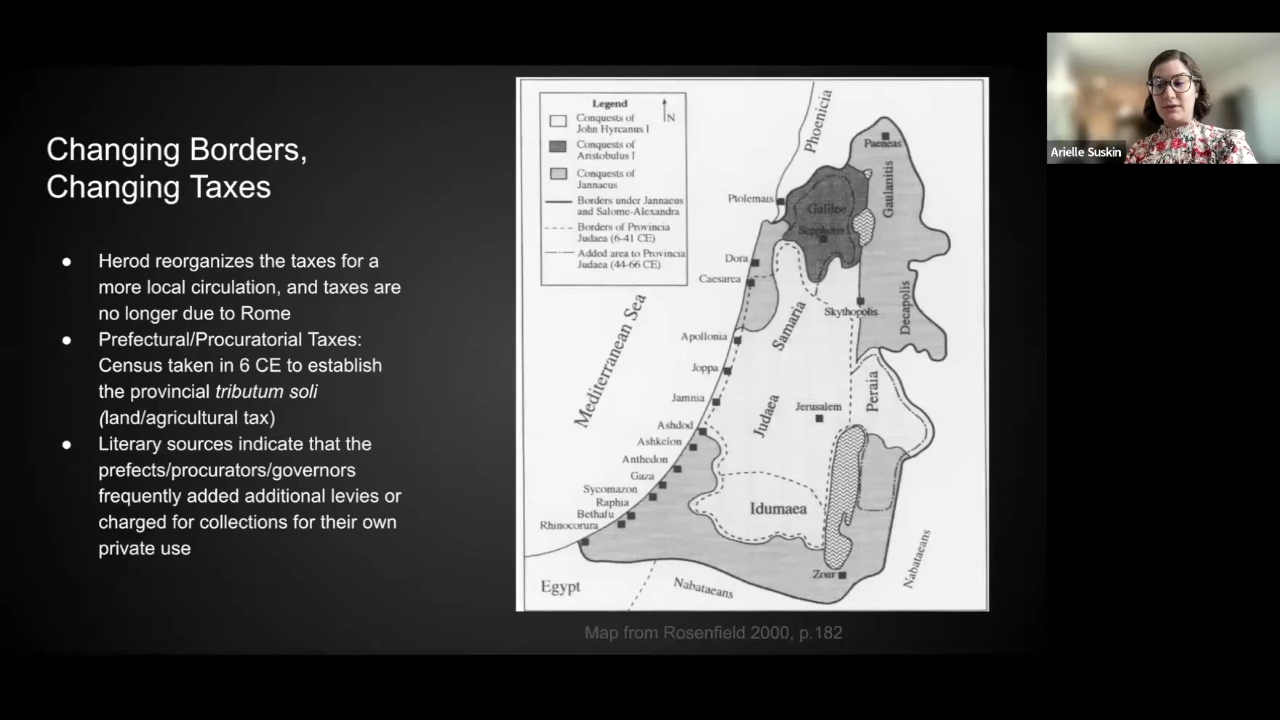 Changing Borders,
Changing Taxes
● Herod reorganizes the taxes for a
more local circulation, and taxes are
no longer due to Rome
● Prefectural/Procuratorial Taxes:
Census taken in 6 CE to establish
the provincial tributum soli
(land/agricultural tax)
● Literary sources indicate that the
prefects/procurators/governors
frequently added additional levies or
charged for collections for their own
private use
Legend
N
Conquests of
John Hyrcanus I
Conquests of
Aristobulus I
Conquests of
Jannaeus
Borders under Jannaeus
and Salome-Alexandra
Borders of Provincia
Judaea (6-41 CE)
Added area to Provincia
Judaea (44-66 CE)
Phoenicia
Paeneas
Gaulanitis
Ptolemais
Galilee
Sepphoris
Dora
Caesarea
Skythopolis
Decapolis
Samaria
Mediterranean Sea
Apollonia
Joppa
Jamnia
Judaea
Jerusalem
Peraia
Ashdod
Ashkelon
Anthedon
Gaza
Sycomazon
Raphia
Bethafu
Rhinocorura
Idumaea
Zoar
Egypt
Nabataeans
Nabataeans
Map from Rosenfield 2000, p.182
Arielle Suskin